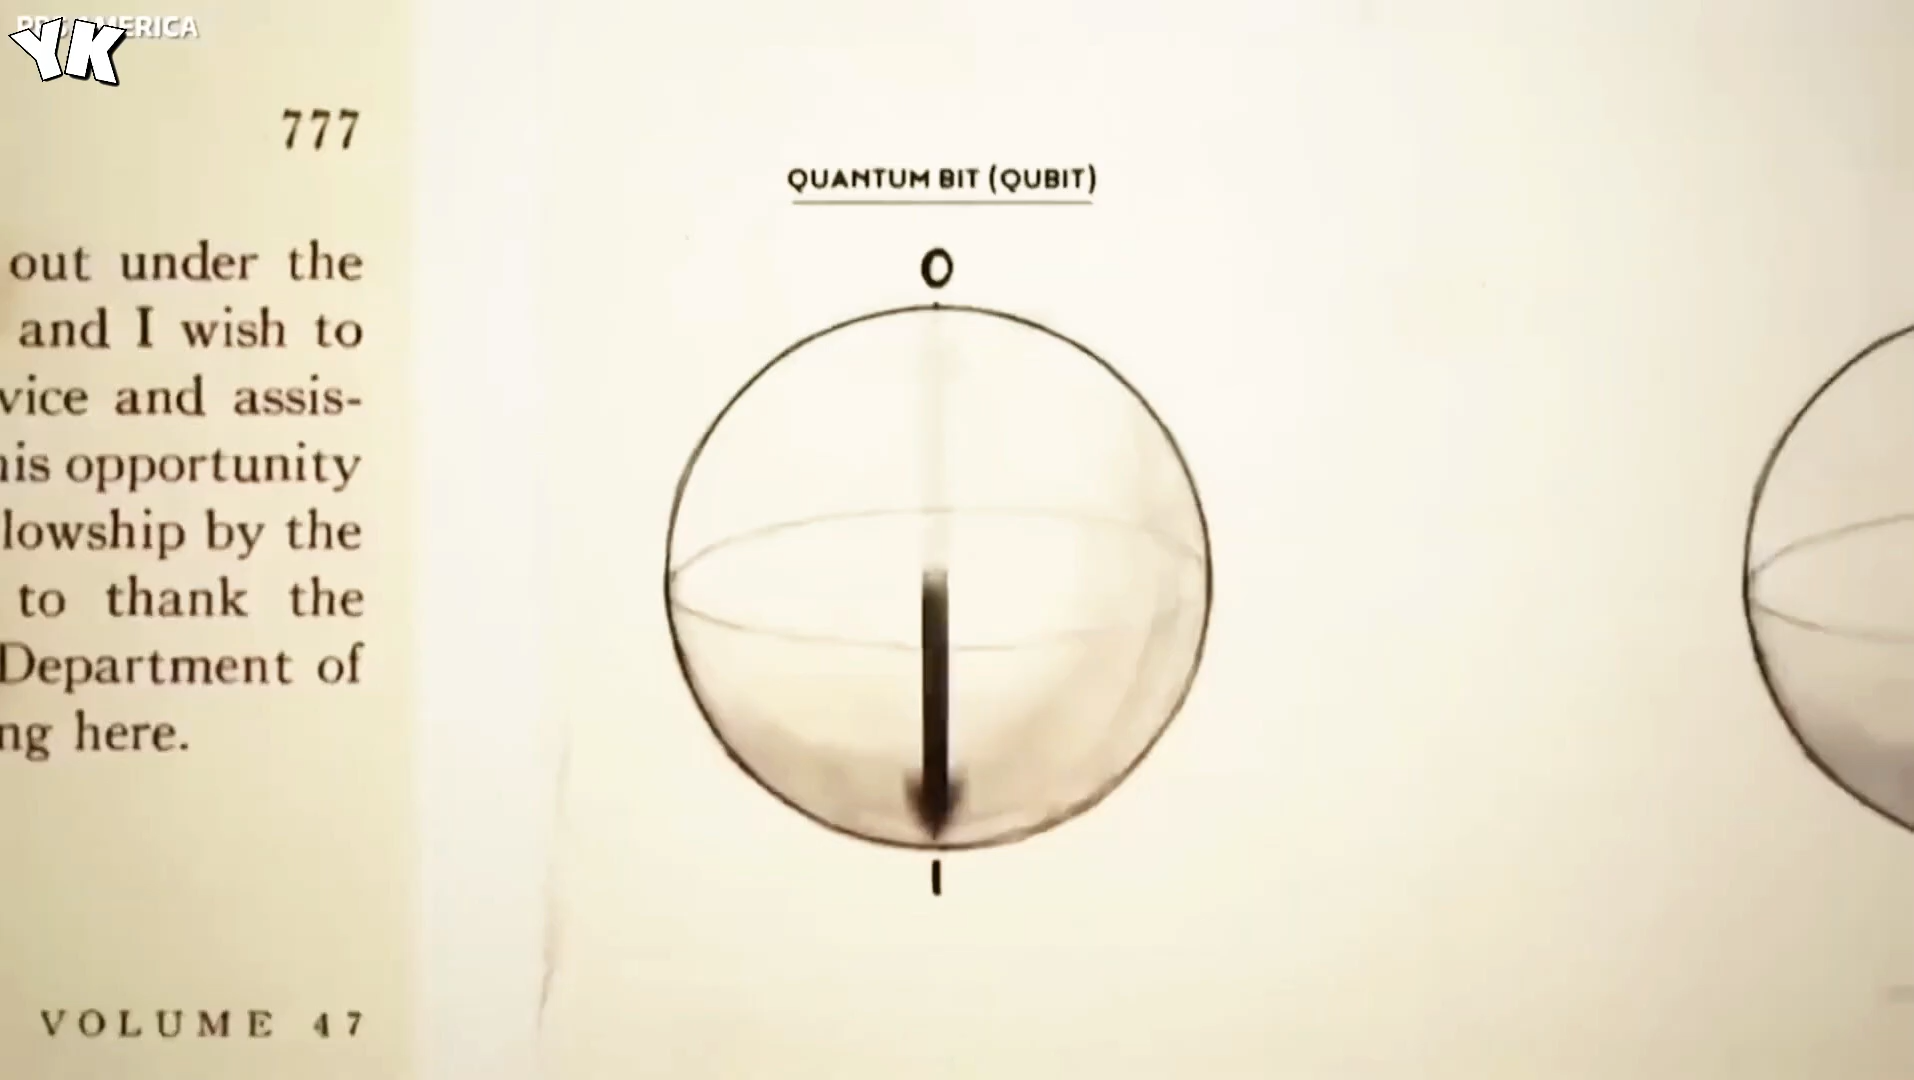 YK
777
out under the
and I wish to
vice and assis-
his opportunity
lowship by the
to thank the
Department of
ng here.
VOLUME 47
QUANTUM BIT (QUBIT)
0
1